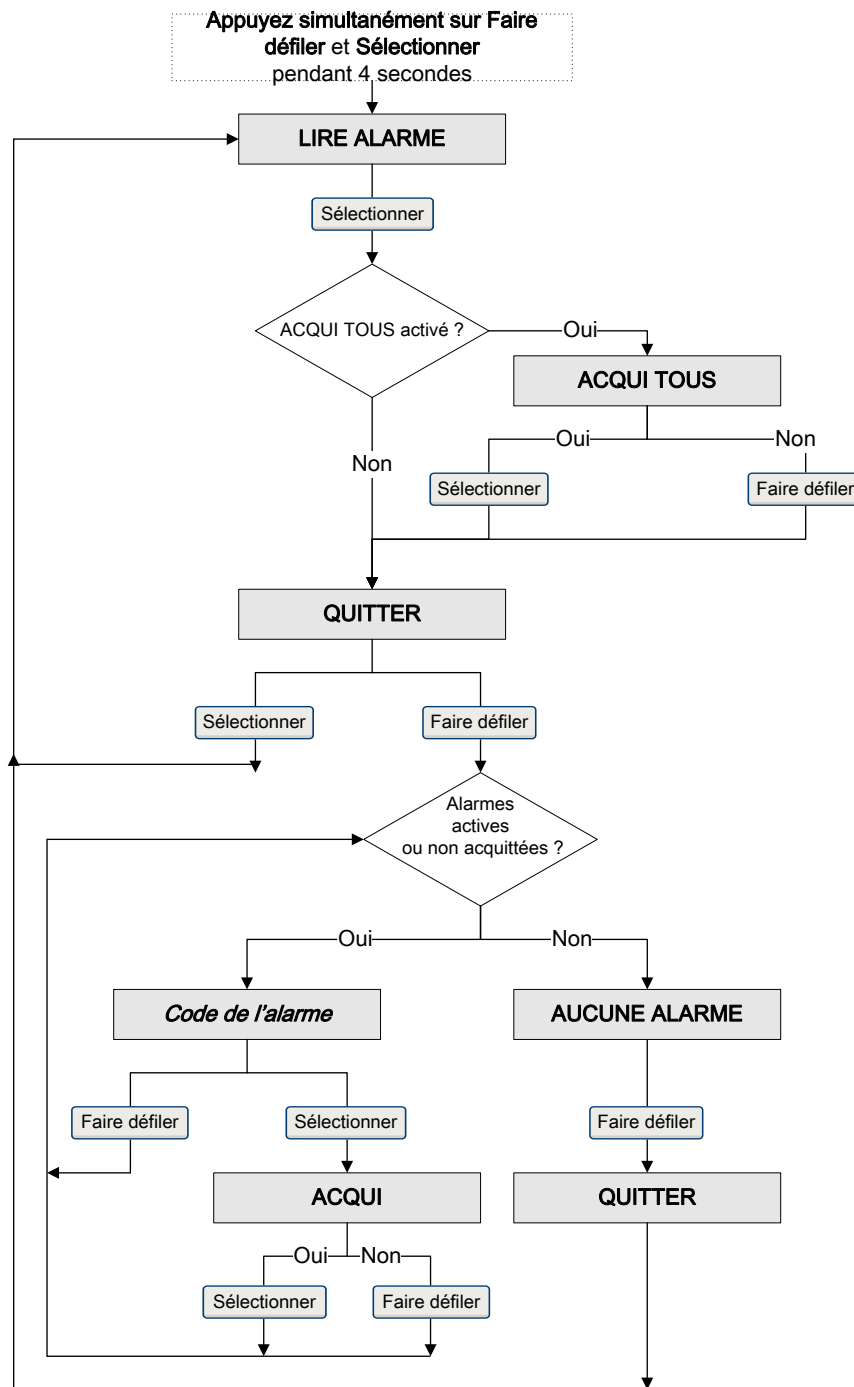 Appuyez simultanément sur Faire
défiler et Sélectionner
pendant 4 secondes
LIRE ALARME
Sélectionner
ACQUI TOUS activé ?
Oui
ACQUI TOUS
Oui
Non
Non
Sélectionner
Faire défiler
QUITTER
Sélectionner
Faire défiler
Alarmes
actives
ou non acquittées ?
Oui
Non
Code de l'alarme
AUCUNE ALARME
Faire défiler
Sélectionner
Faire défiler
ACQUI
QUITTER
Oui
Non
Sélectionner
Faire défiler